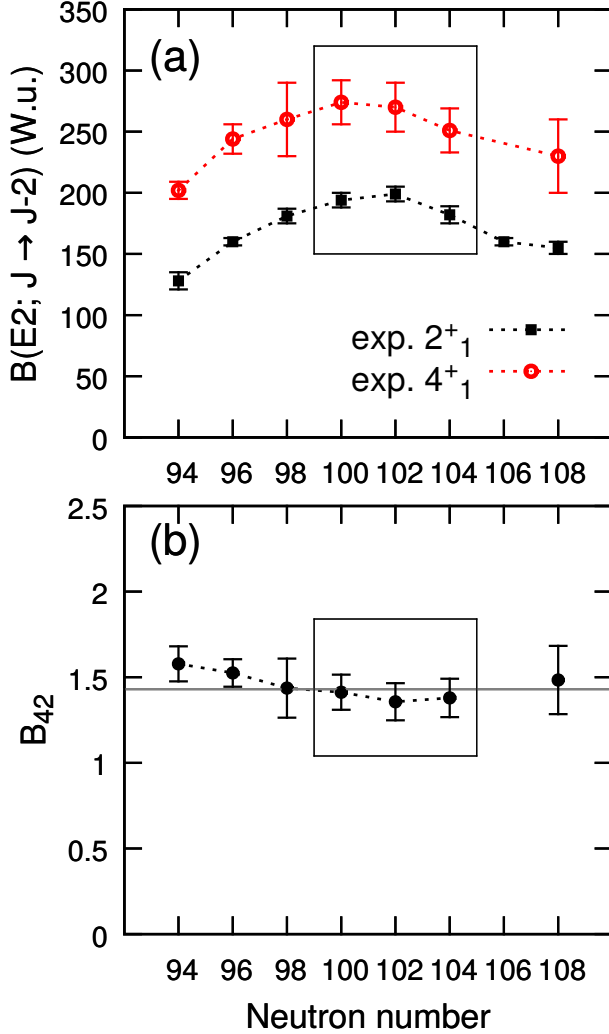 (a)
B(E2; J → J-2) (W.u.)
350
300
250
200
150
100
50
0
exp. 2⁺₁
exp. 4⁺₁
94 96 98 100 102 104 106 108
(b)
B₄₂
2.5
2
1.5
1
0.5
0
94 96 98 100 102 104 106 108
Neutron number